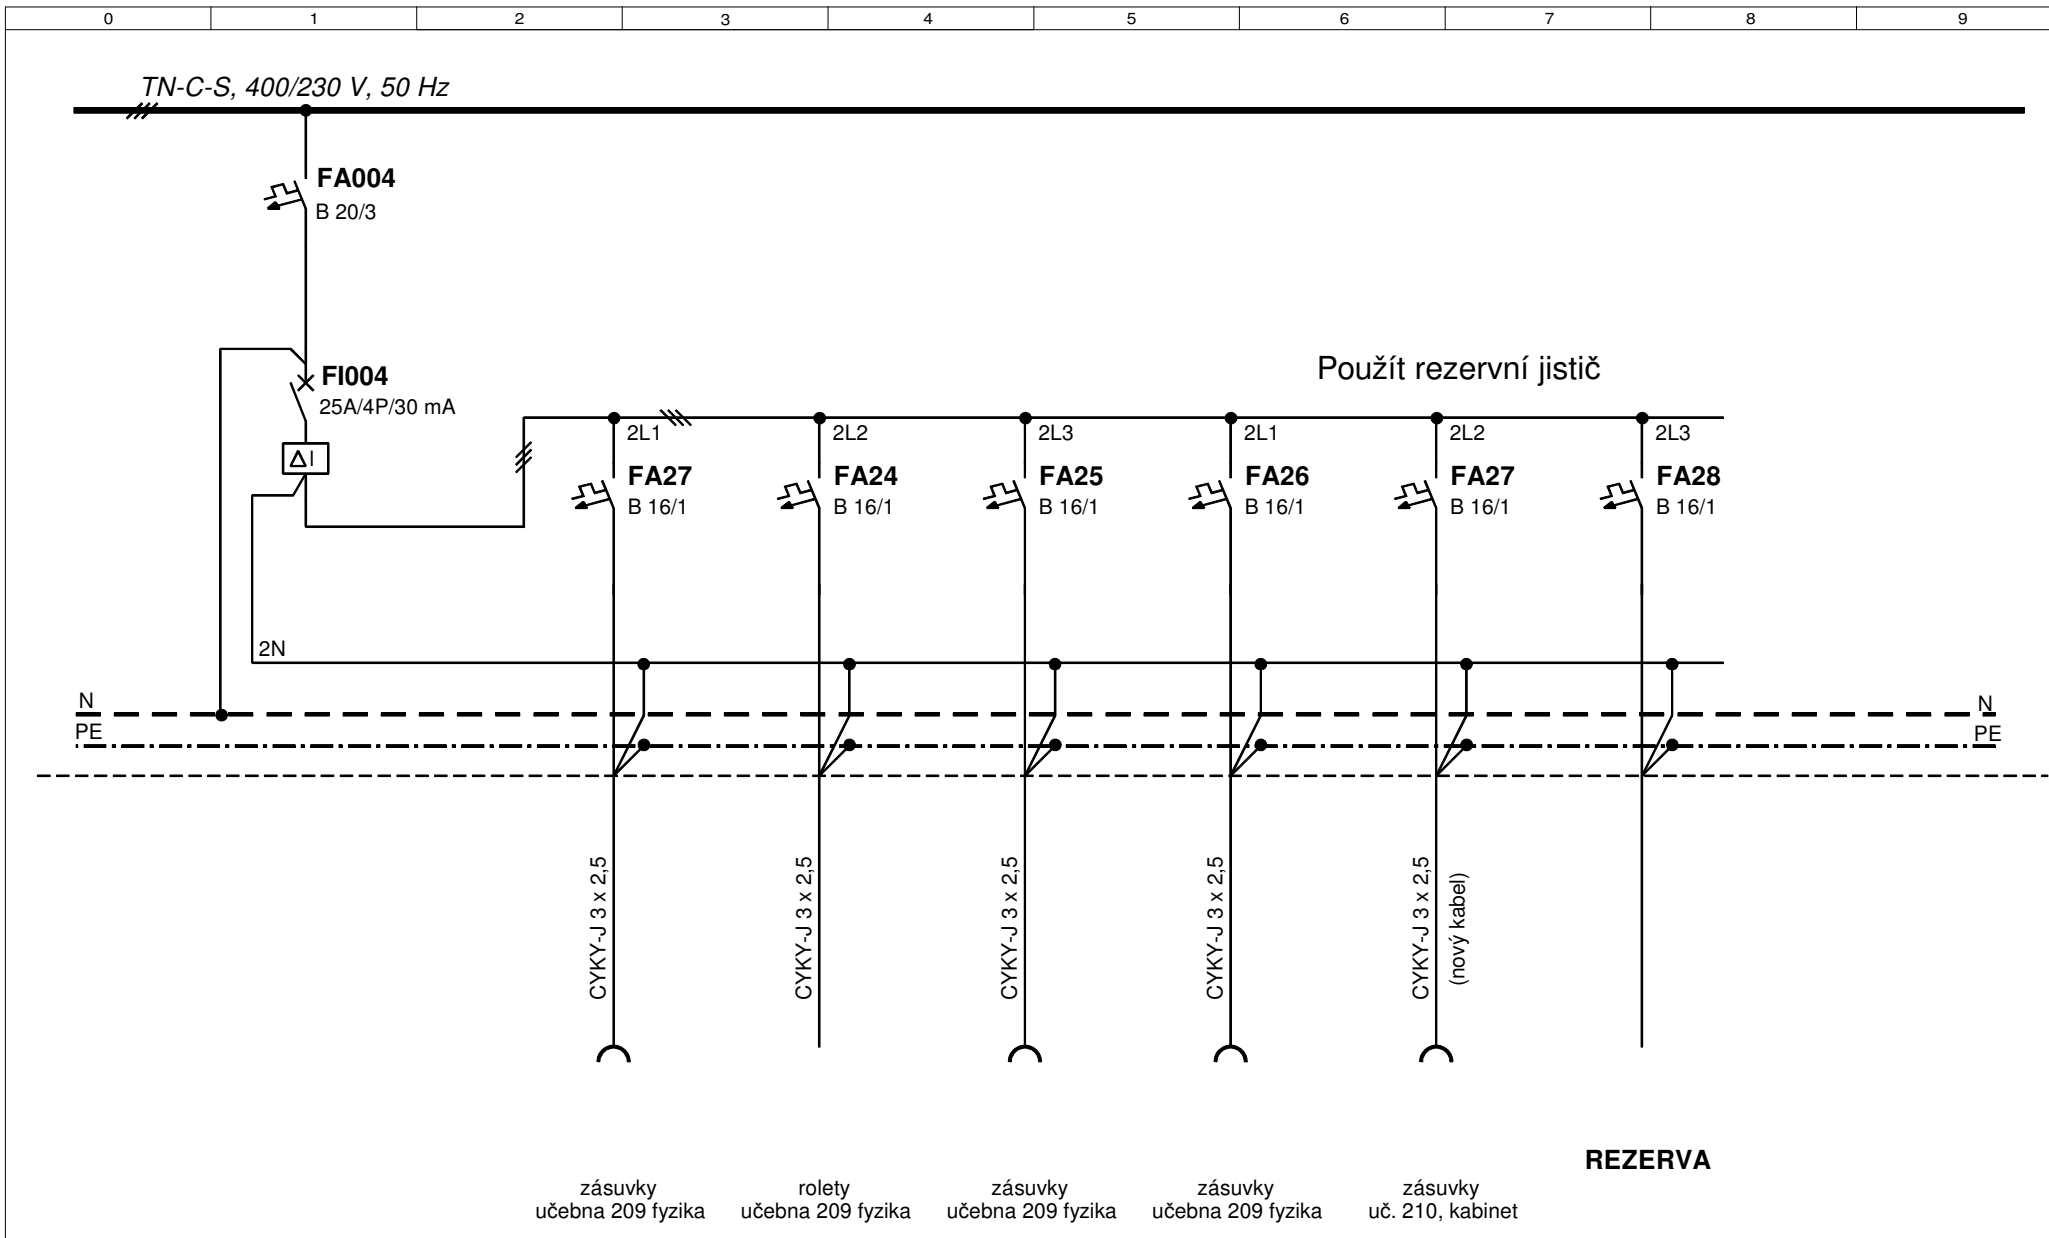 0 1 2 3 4 5 6 7 8 9
TN-C-S, 400/230 V, 50 Hz
FA004
B 20/3
FI004
25A/4P/30 mA
ΔI
Použít rezervní jistič
2L1 2L2 2L3 2L1 2L2 2L3
FA27 FA24 FA25 FA26 FA27 FA28
B 16/1 B 16/1 B 16/1 B 16/1 B 16/1 B 16/1
2N
N N
PE PE
CYKY-J 3 x 2,5
CYKY-J 3 x 2,5
CYKY-J 3 x 2,5
CYKY-J 3 x 2,5
CYKY-J 3 x 2,5
(nový kabel)
REZERVA
zásuvky
učebna 209 fyzika
rolety
učebna 209 fyzika
zásuvky
učebna 209 fyzika
zásuvky
učebna 209 fyzika
zásuvky
uč. 210, kabinet